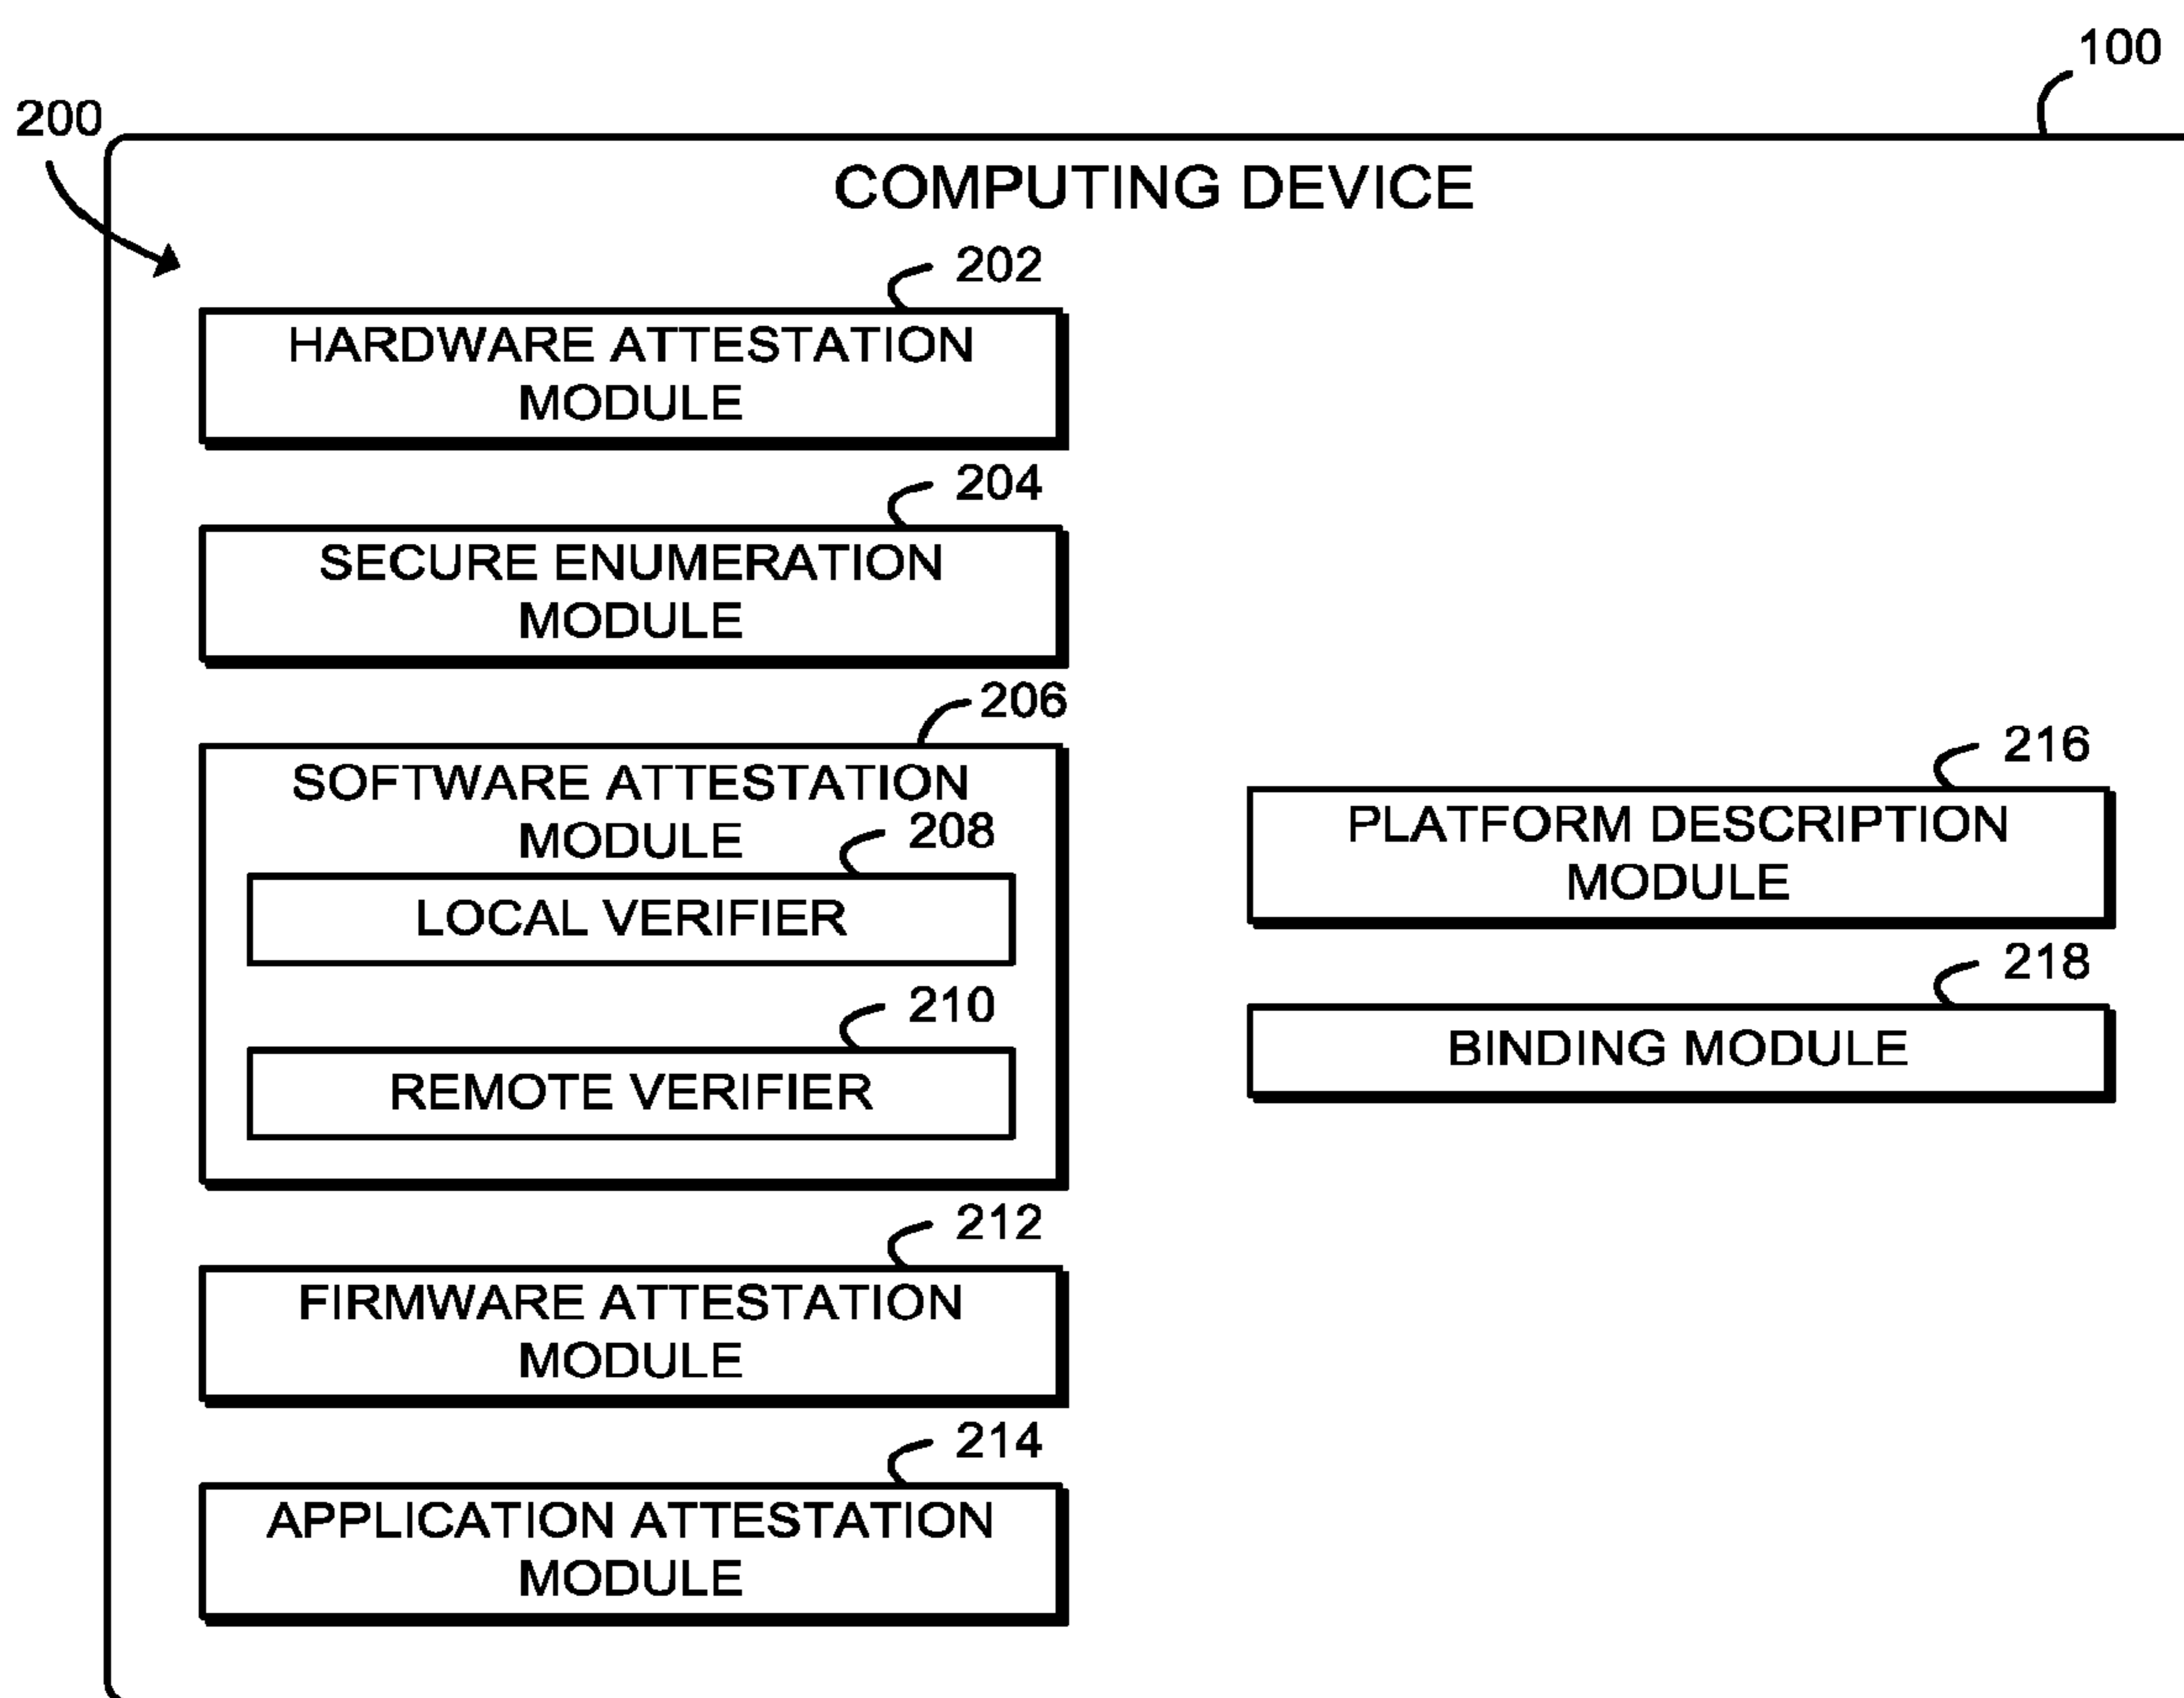 100
200
COMPUTING DEVICE
202
HARDWARE ATTESTATION
MODULE
204
SECURE ENUMERATION
MODULE
206
SOFTWARE ATTESTATION
MODULE
208
LOCAL VERIFIER
210
REMOTE VERIFIER
212
FIRMWARE ATTESTATION
MODULE
214
APPLICATION ATTESTATION
MODULE
216
PLATFORM DESCRIPTION
MODULE
218
BINDING MODULE